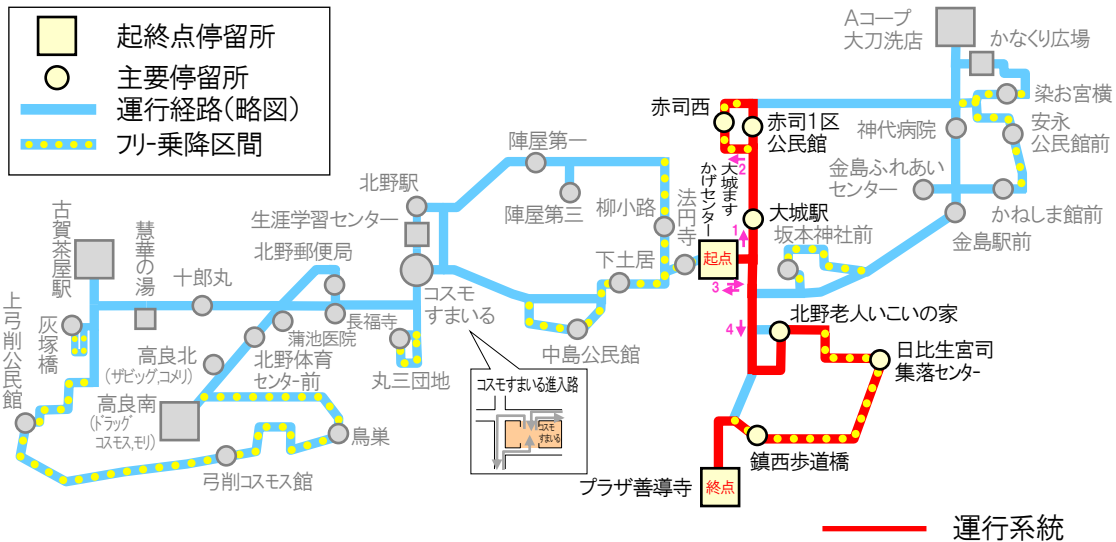 起終点停留所
主要停留所
運行経路(略図)
フリー乗降区間
Aコープ
大刀洗店
かなくり広場
染お宮横
神代病院
安永
公民館前
金島ふれあい
センター
かねしま館前
金島駅前
赤司西
赤司1区
公民館
2
大城ます
かげセンター
大城駅
1
坂本神社前
起点
3
4
法円寺
柳小路
下土居
陣屋第一
陣屋第三
北野駅
生涯学習センター
北野郵便局
コスモ
すまいる
中島公民館
古賀茶屋駅
慧華の湯
十郎丸
長福寺
蒲池医院
北野体育
センター前
丸三団地
灰塚橋
上弓削公民館
高良北
(ザビッグ,コメリ)
高良南
(ドラッグ
コスモス,モリ)
鳥巣
弓削コスモス館
コスモすまいる進入路
コスモ
すまいる
北野老人いこいの家
日比生宮司
集落センター
鎮西歩道橋
プラザ善導寺
終点
運行系統